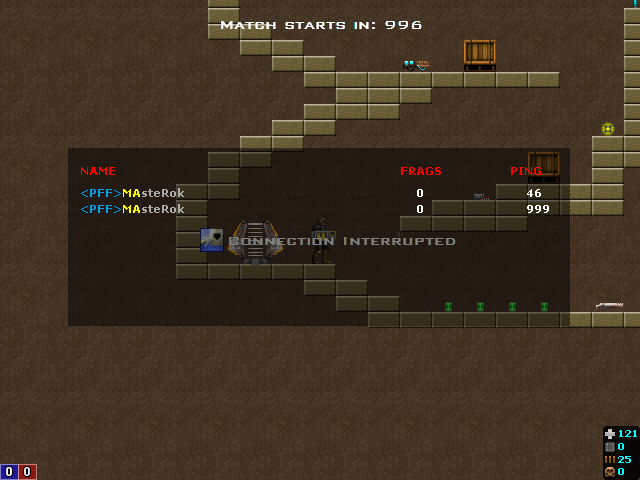 Match starts in: 996
NAME FRAGS PING
<PFF>MAsteRok 0 46
<PFF>MAsteRok 0 999
Connection Interrupted
121
0
25
0
0 0